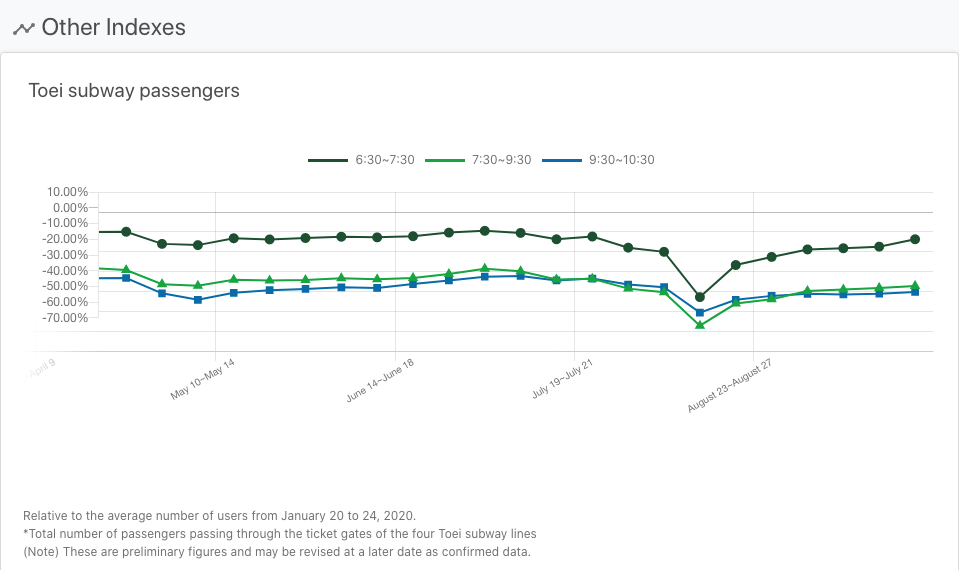 Other Indexes
Toei subway passengers
6:30~7:30 7:30~9:30 9:30~10:30
10.00%
0.00%
-10.00%
-20.00%
-30.00%
-40.00%
-50.00%
-60.00%
-70.00%
April 9
May 10~May 14
June 14~June 18
July 19~July 21
August 23~August 27
Relative to the average number of users from January 20 to 24, 2020.
*Total number of passengers passing through the ticket gates of the four Toei subway lines
(Note) These are preliminary figures and may be revised at a later date as confirmed data.